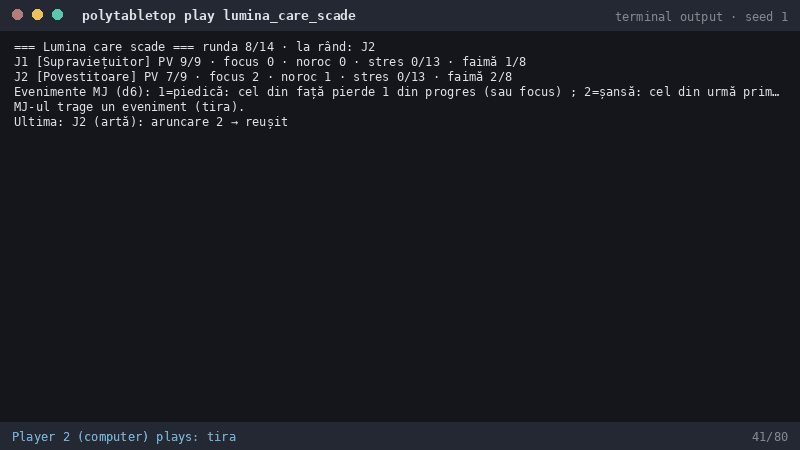 polytabletop play lumina_care_scade
terminal output · seed 1
=== Lumina care scade === runda 8/14 · la rând: J2
J1 [Supraviețuitor] PV 9/9 · focus 0 · noroc 0 · stres 0/13 · faimă 1/8
J2 [Povestitoare] PV 7/9 · focus 2 · noroc 1 · stres 0/13 · faimă 2/8
Evenimente MJ (d6): 1=piedică: cel din față pierde 1 din progres (sau focus) ; 2=șansă: cel din urmă prim…
MJ-ul trage un eveniment (tira).
Ultima: J2 (artă): aruncare 2 → reușit
Player 2 (computer) plays: tira
41/80